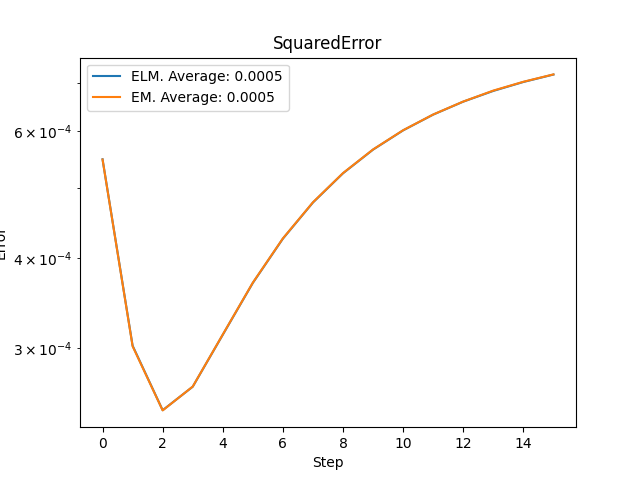 SquaredError
ELM. Average: 0.0005
EM. Average: 0.0005
6 × 10⁻⁴
4 × 10⁻⁴
3 × 10⁻⁴
Error
0 2 4 6 8 10 12 14
Step